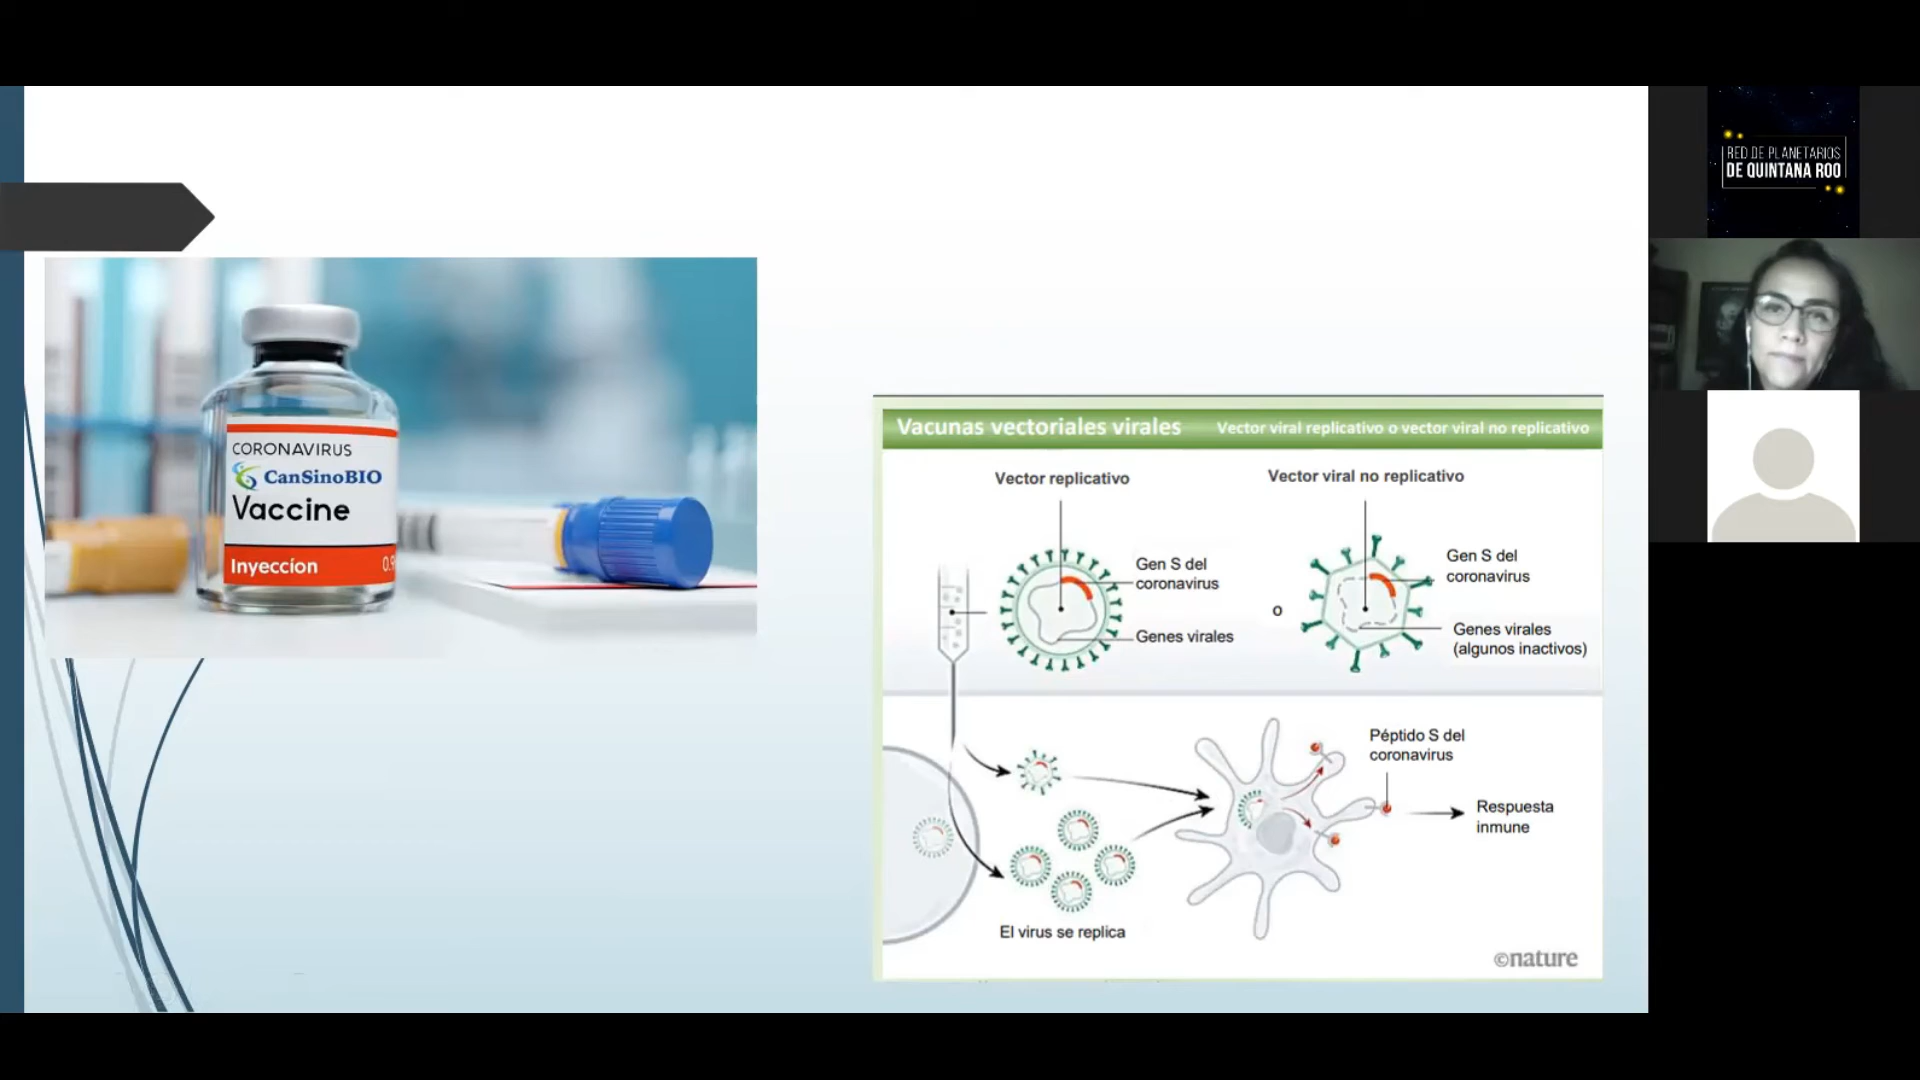 CORONAVIRUS
CanSinoBIO
Vaccine
Inyeccion
Vacunas vectoriales virales
Vector viral replicativo o vector viral no replicativo
Vector replicativo
Vector viral no replicativo
Gen S del
coronavirus
Genes virales
o
Gen S del
coronavirus
Genes virales
(algunos inactivos)
Péptido S del
coronavirus
Respuesta
inmune
El virus se replica
©nature
RED DE PLANETARIOS
DE QUINTANA ROO